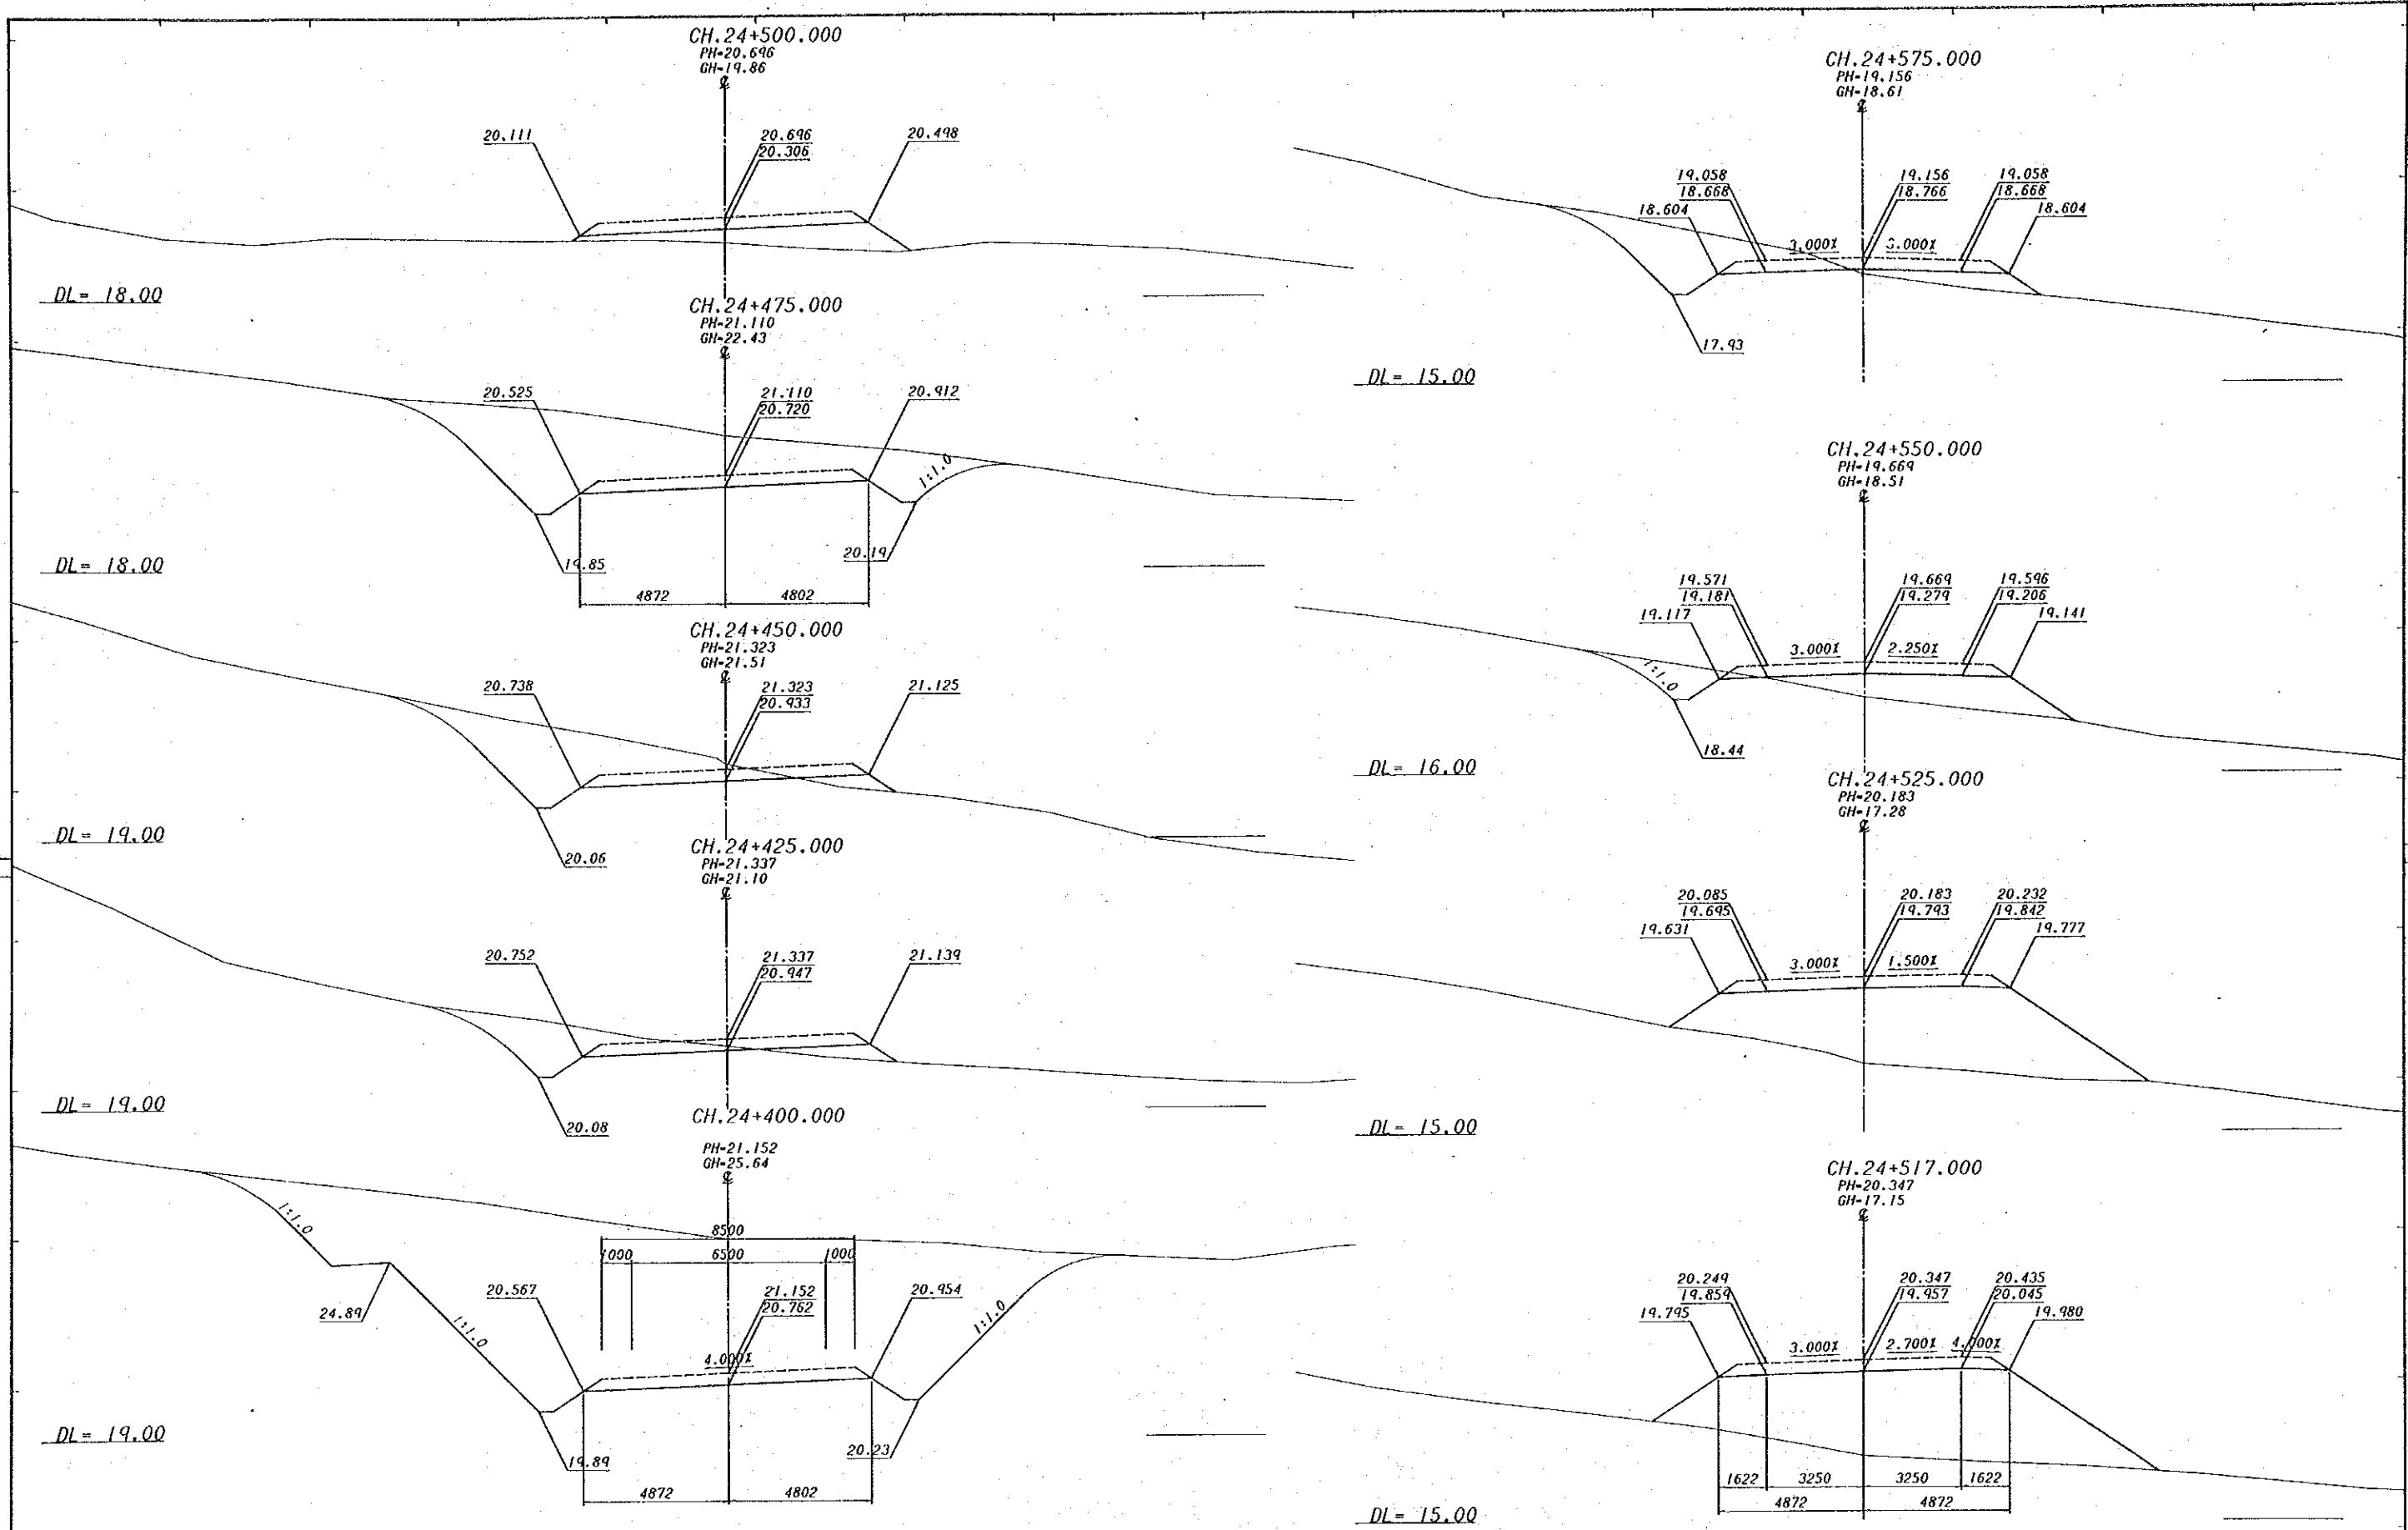 CH.24+500.000
PH=20.696
GH=19.86
20.111
20.696
20.306
20.498
DL= 18.00
CH.24+475.000
PH=21.110
GH=22.43
20.525
21.110
20.720
20.912
1:1.0
19.85
20.19
4872
4802
DL= 18.00
CH.24+450.000
PH=21.323
GH=21.51
20.738
21.323
20.933
21.125
20.06
DL= 19.00
CH.24+425.000
PH=21.337
GH=21.10
20.752
21.337
20.947
21.139
20.08
DL= 19.00
CH.24+400.000
PH=21.152
GH=25.64
8500
1000
6500
1000
1:1.0
24.89
1:1.0
20.567
21.152
20.762
20.954
1:1.0
4.000%
19.89
20.23
4872
4802
DL= 19.00
CH.24+575.000
PH=19.156
GH=18.61
19.058
18.668
18.604
19.156
18.766
19.058
18.668
18.604
3.000%
3.000%
17.93
DL= 15.00
CH.24+550.000
PH=19.669
GH=18.51
19.571
19.181
19.117
19.669
19.279
19.596
19.206
19.141
3.000%
2.250%
1:1.0
18.44
DL= 16.00
CH.24+525.000
PH=20.183
GH=17.28
20.085
19.695
19.631
20.183
19.793
20.232
19.842
19.777
3.000%
1.500%
DL= 15.00
CH.24+517.000
PH=20.347
GH=17.15
20.249
19.859
19.795
20.347
19.957
20.435
20.045
19.980
3.000%
2.700%
4.000%
1622
3250
3250
1622
4872
4872
DL= 15.00